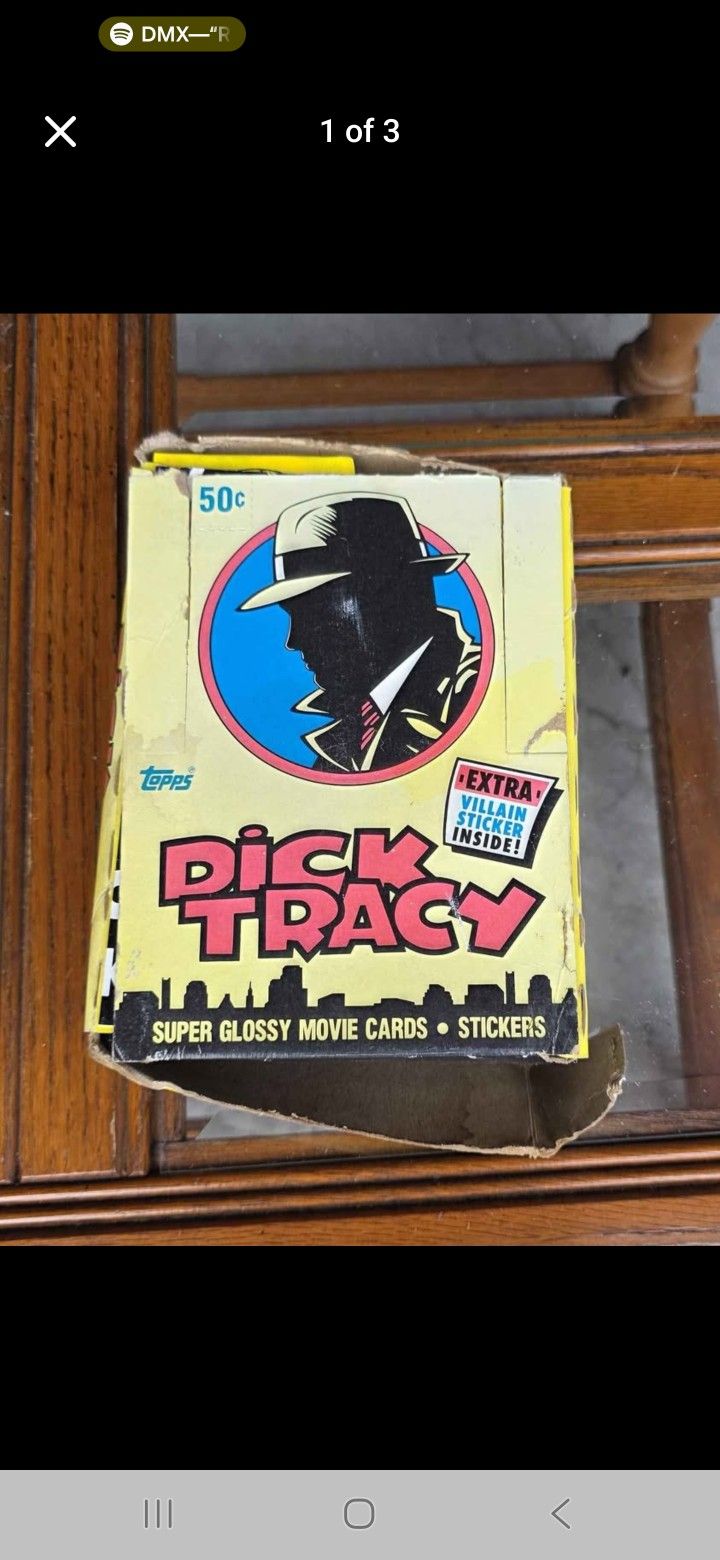 DMX—"R
1 of 3
50¢
topps®
EXTRA
VILLAIN
STICKER
INSIDE!
DICK
TRACY
SUPER GLOSSY MOVIE CARDS • STICKERS